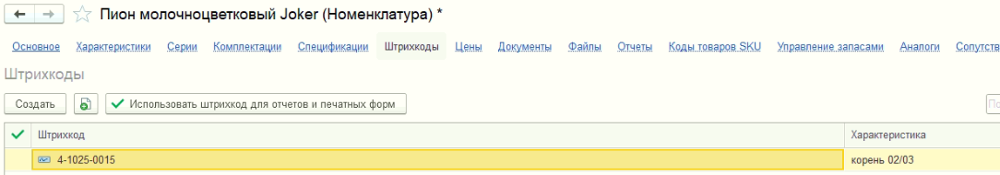 Пион молочноцветковый Joker (Номенклатура) *
Основное Характеристики Серии Комплектации Спецификации Штрихкоды Цены Документы Файлы Отчеты Коды товаров SKU Управление запасами Аналоги Сопутств
Штрихкоды
Создать Использовать штрихкод для отчетов и печатных форм По
Штрихкод Характеристика
4-1025-0015 корень 02/03